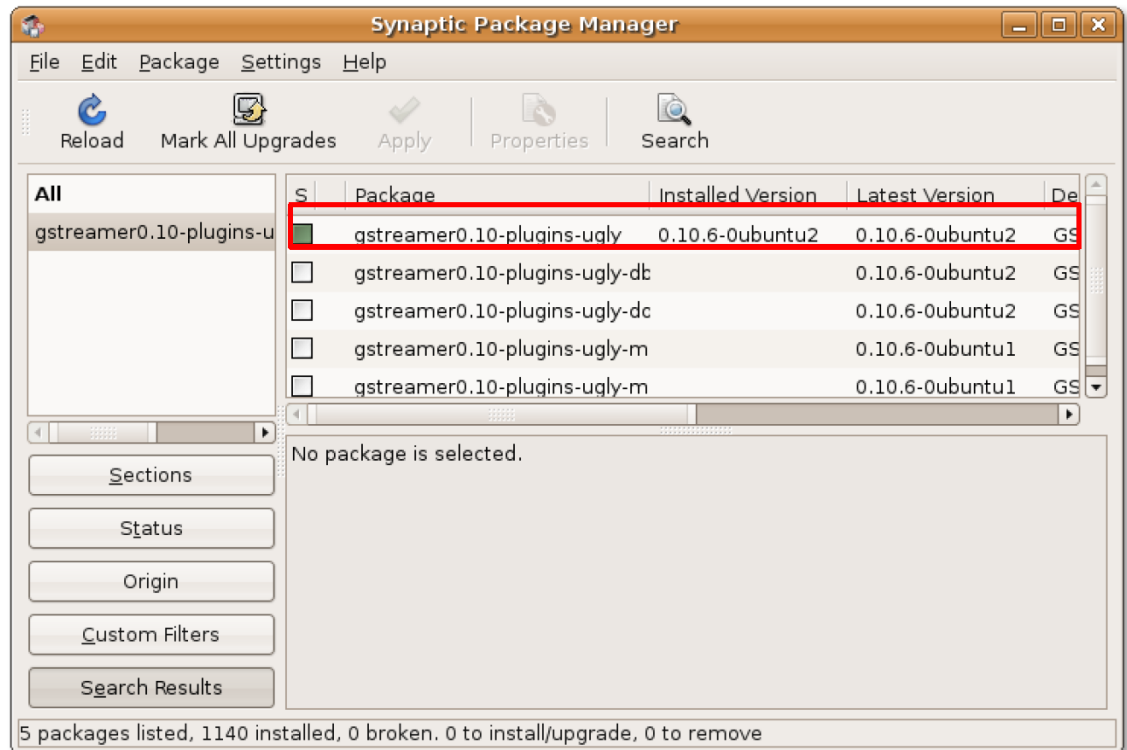 Synaptic Package Manager
File Edit Package Settings Help
Reload Mark All Upgrades Apply Properties Search
All
gstreamer0.10-plugins-u
S Package Installed Version Latest Version De
gstreamer0.10-plugins-ugly 0.10.6-0ubuntu2 0.10.6-0ubuntu2 GS
gstreamer0.10-plugins-ugly-db 0.10.6-0ubuntu2 GS
gstreamer0.10-plugins-ugly-dc 0.10.6-0ubuntu2 GS
gstreamer0.10-plugins-ugly-m 0.10.6-0ubuntu1 GS
gstreamer0.10-plugins-ugly-m 0.10.6-0ubuntu1 GS
No package is selected.
Sections
Status
Origin
Custom Filters
Search Results
5 packages listed, 1140 installed, 0 broken. 0 to install/upgrade, 0 to remove